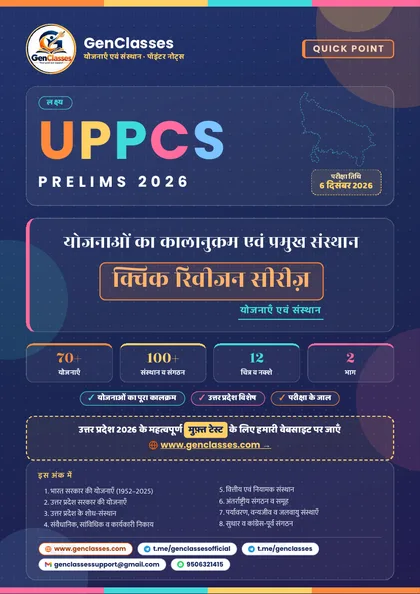 GenClasses
GenClasses
योजनाएँ एवं संस्थान · पॉइंटर नोट्स
QUICK POINT
लक्ष्य
UPPCS
PRELIMS 2026
परीक्षा तिथि
6 दिसंबर 2026
योजनाओं का कालानुक्रम एवं प्रमुख संस्थान
क्विक रिवीजन सीरीज़
योजनाएँ एवं संस्थान
70+
योजनाएँ
100+
संस्थान व संगठन
12
चित्र व नक्शे
2
भाग
✓ योजनाओं का पूरा कालक्रम
✓ उत्तर प्रदेश विशेष
✓ परीक्षा के जाल
उत्तर प्रदेश 2026 के महत्वपूर्ण मुफ़्त टेस्ट के लिए हमारी वेबसाइट पर जाएँ
www.genclasses.com →
इस अंक में
1. भारत सरकार की योजनाएँ (1952–2025)
2. उत्तर प्रदेश सरकार की योजनाएँ
3. उत्तर प्रदेश के शोध-संस्थान
4. संवैधानिक, सांविधिक व कार्यकारी निकाय
5. वित्तीय एवं नियामक संस्थान
6. अंतर्राष्ट्रीय संगठन व समूह
7. पर्यावरण, वन्यजीव व जलवायु संस्थाएँ
8. सुधार व कांग्रेस-पूर्व संगठन
www.genclasses.com
t.me/genclassesofficial
t.me/genclasses
genclassessupport@gmail.com
9506321415